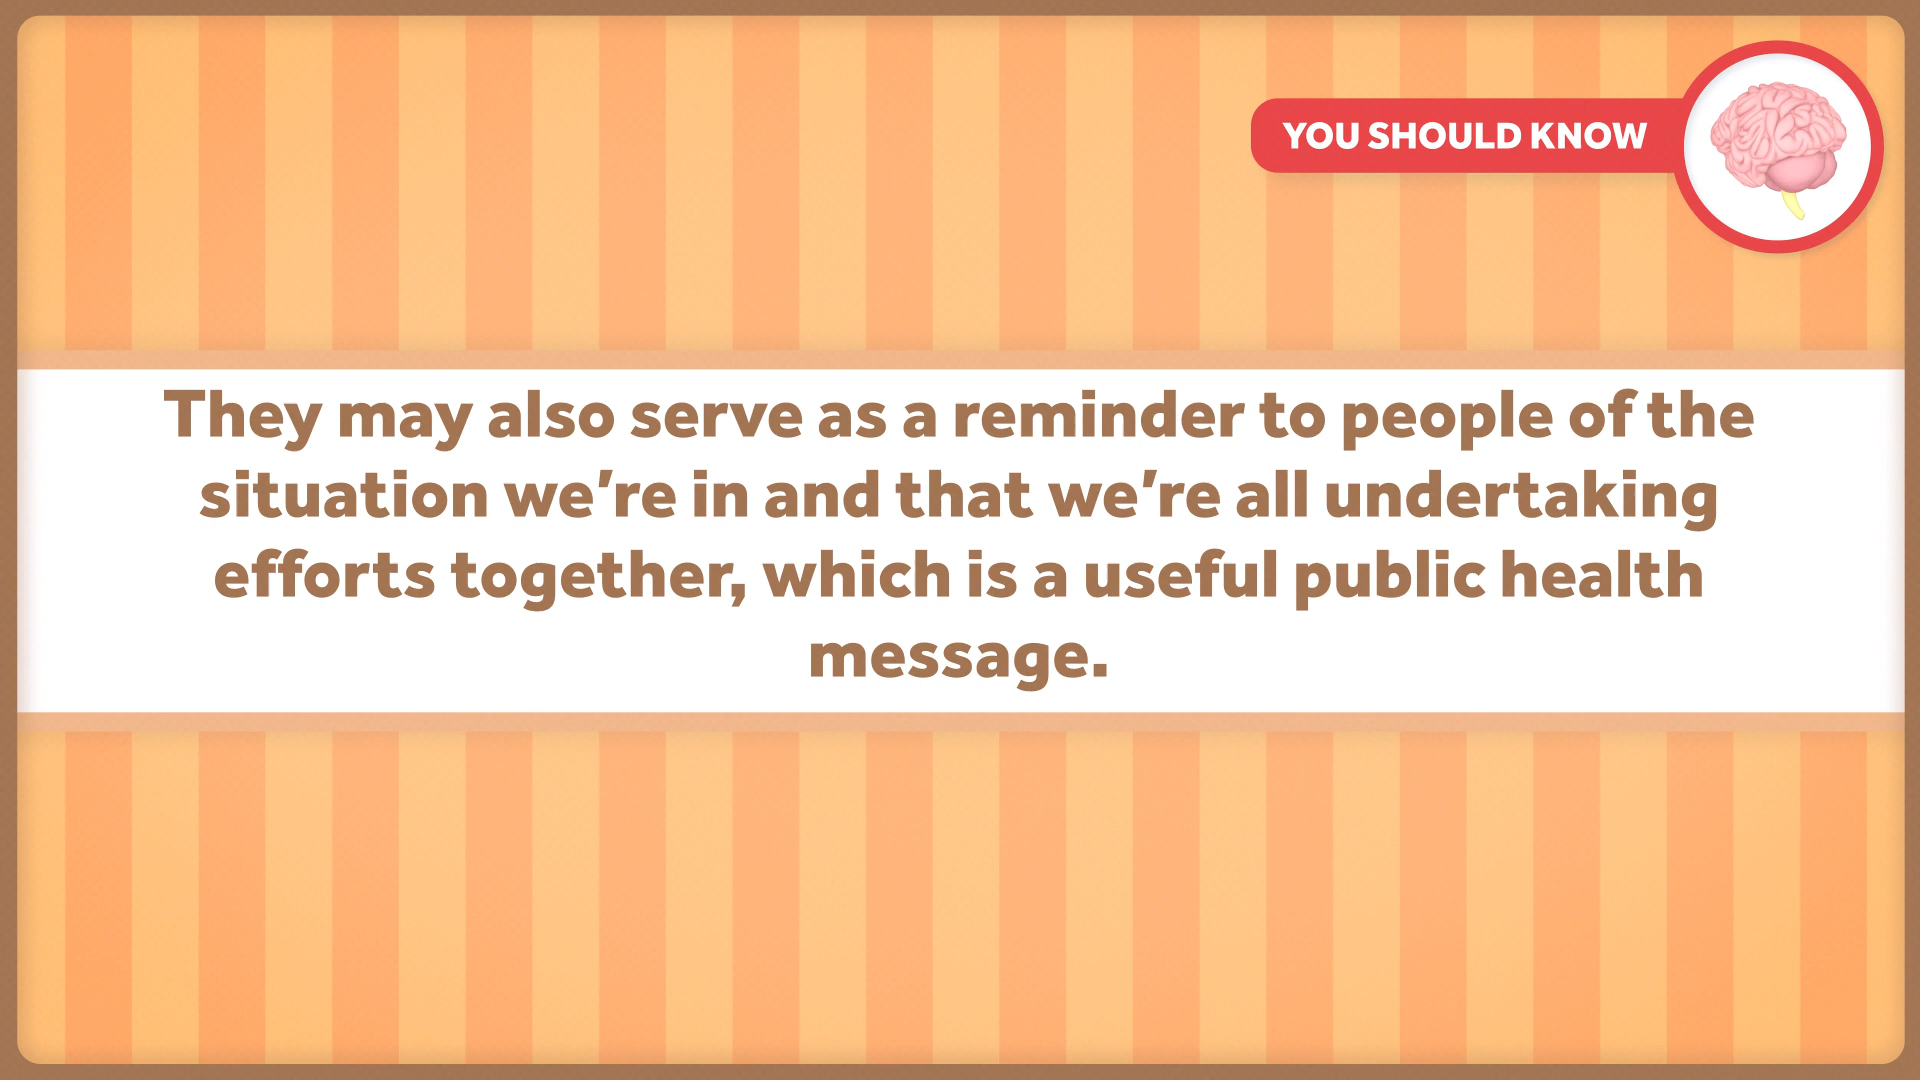 YOU SHOULD KNOW
They may also serve as a reminder to people of the
situation we're in and that we're all undertaking
efforts together, which is a useful public health
message.